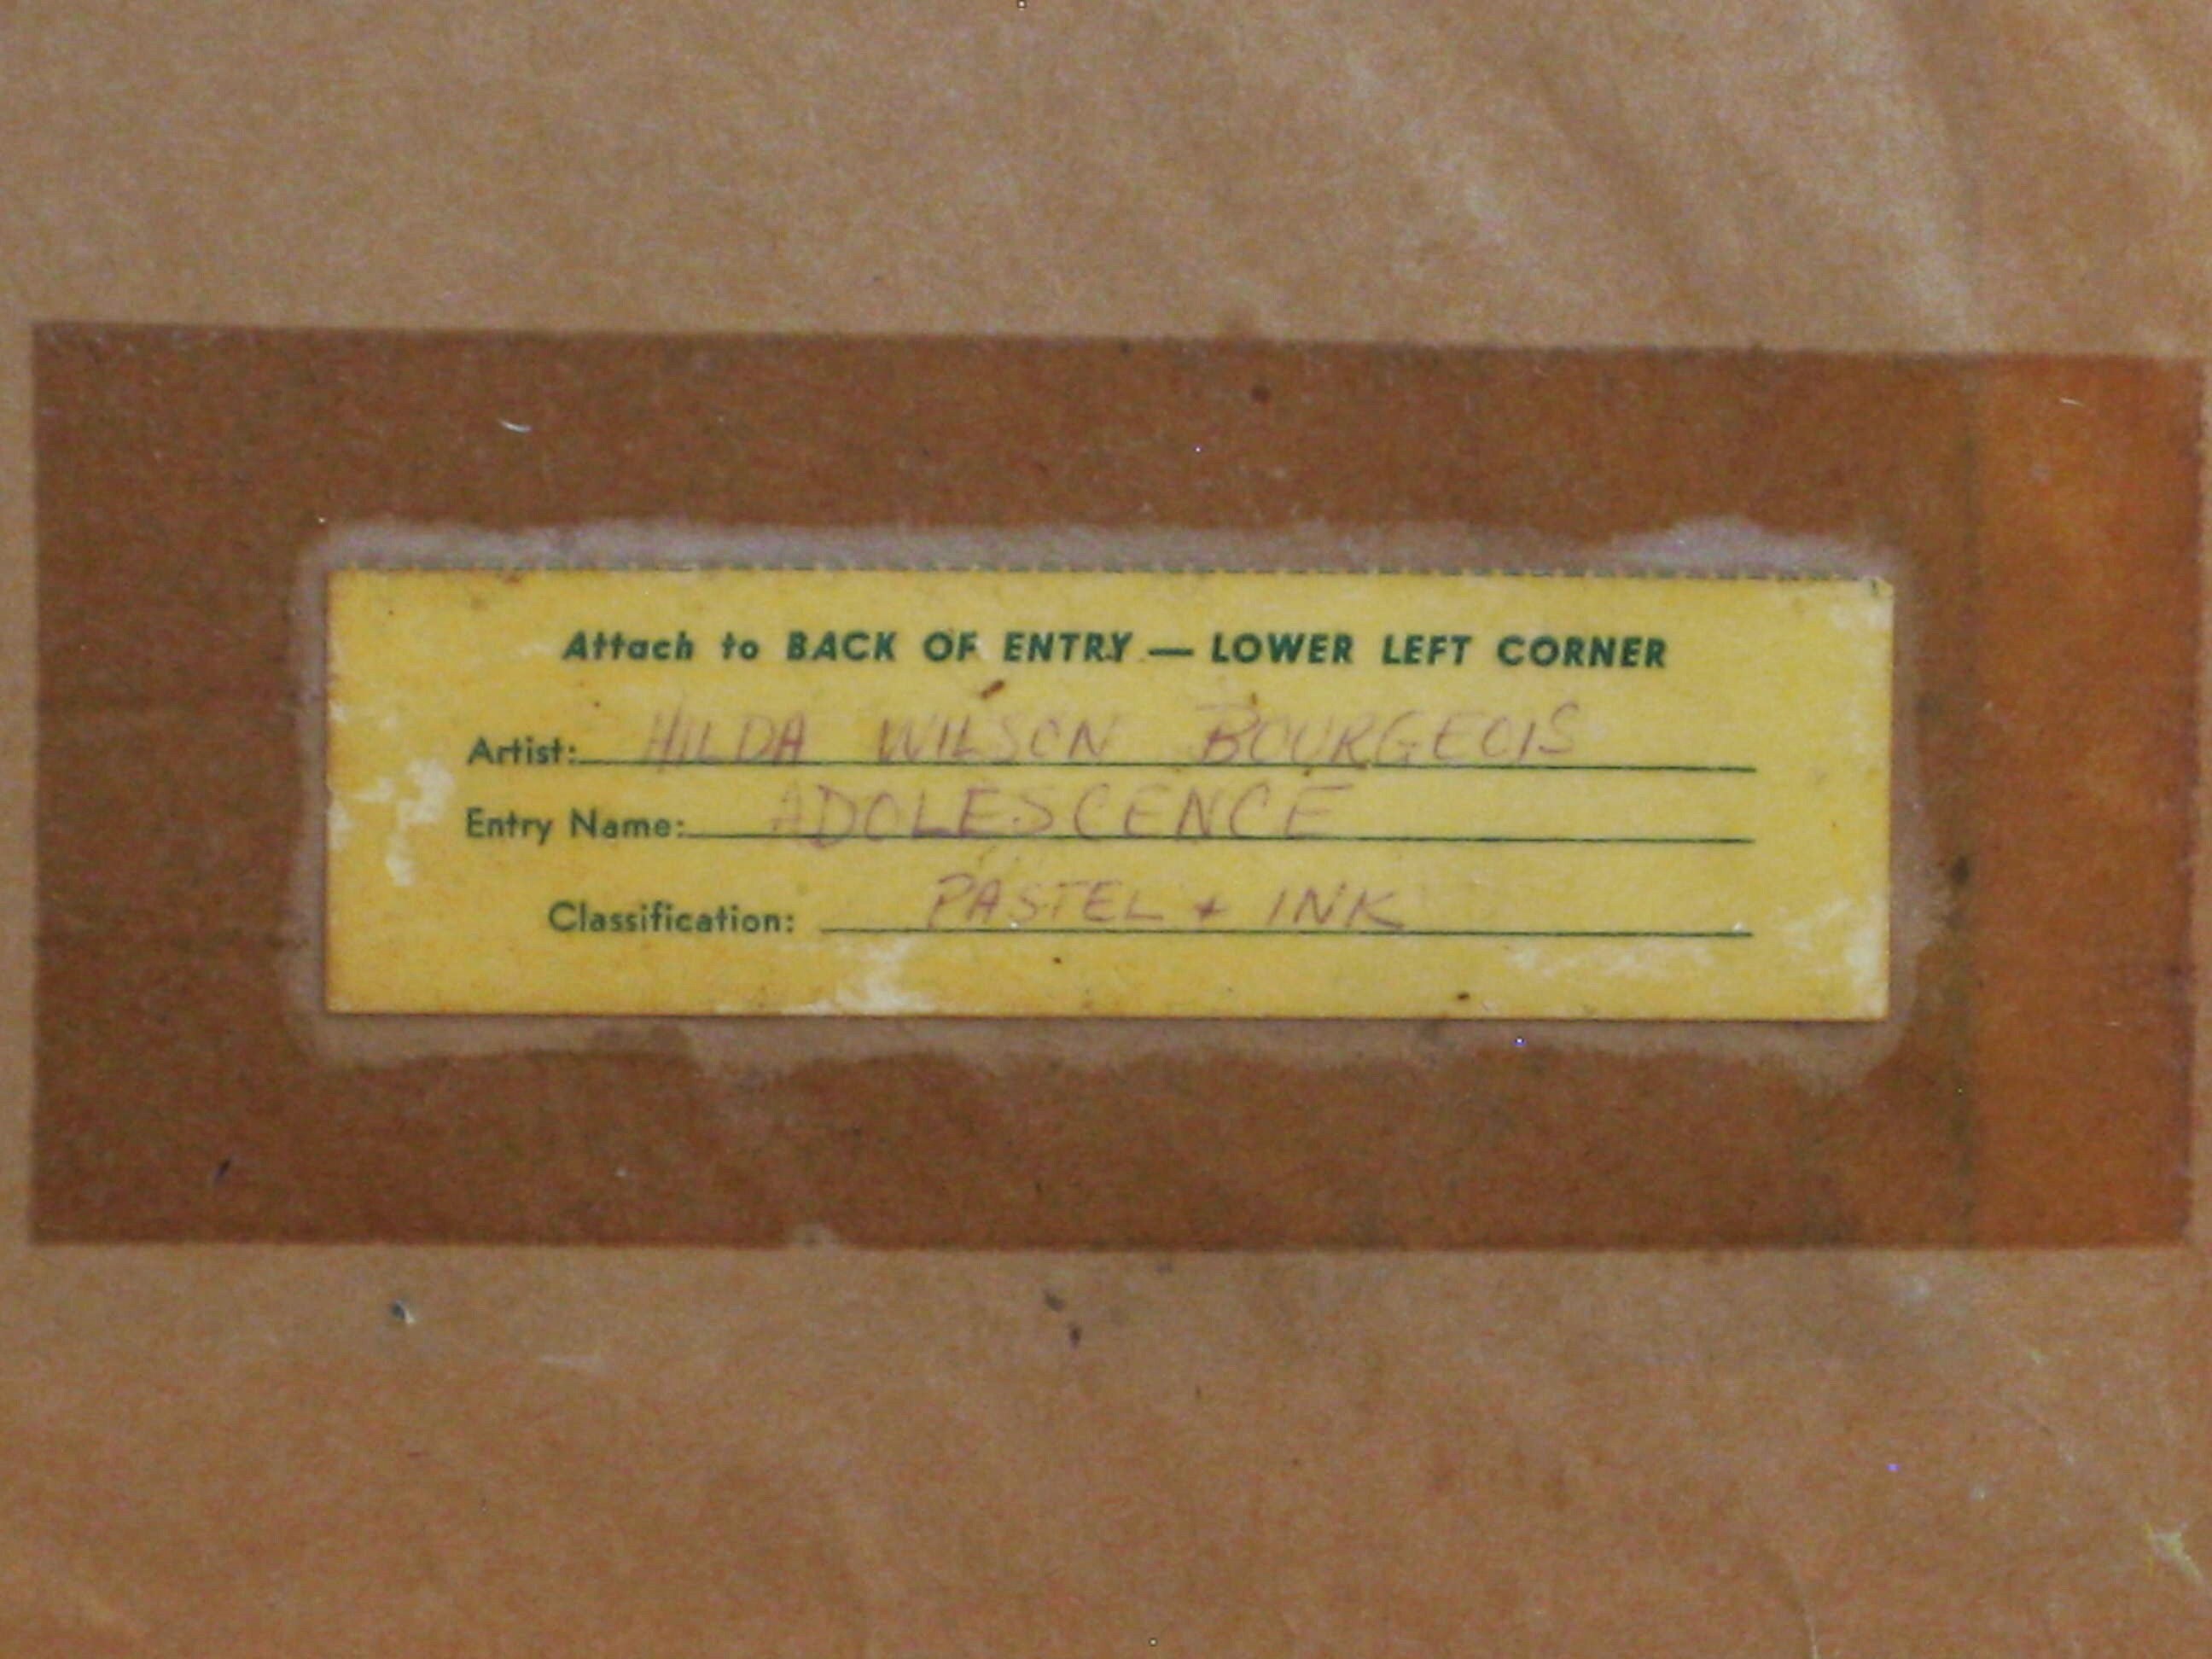 Attach to BACK OF ENTRY — LOWER LEFT CORNER
Artist: HILDA WILSON BOURGEOIS
Entry Name: ADOLESCENCE
Classification: PASTEL + INK